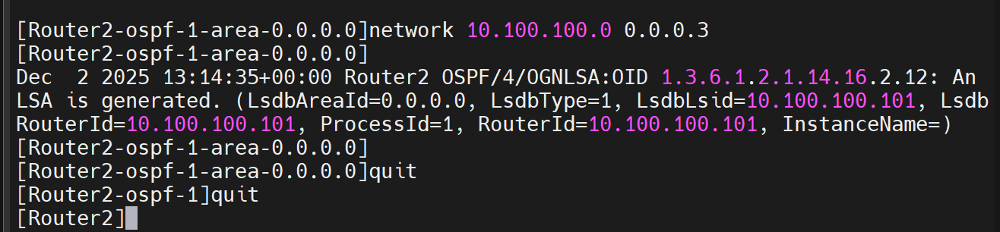 [Router2-ospf-1-area-0.0.0.0]network 10.100.100.0 0.0.0.3
[Router2-ospf-1-area-0.0.0.0]
Dec  2 2025 13:14:35+00:00 Router2 OSPF/4/OGNLSA:OID 1.3.6.1.2.1.14.16.2.12: An
LSA is generated. (LsdbAreaId=0.0.0.0, LsdbType=1, LsdbLsid=10.100.100.101, Lsdb
RouterId=10.100.100.101, ProcessId=1, RouterId=10.100.100.101, InstanceName=)
[Router2-ospf-1-area-0.0.0.0]
[Router2-ospf-1-area-0.0.0.0]quit
[Router2-ospf-1]quit
[Router2]